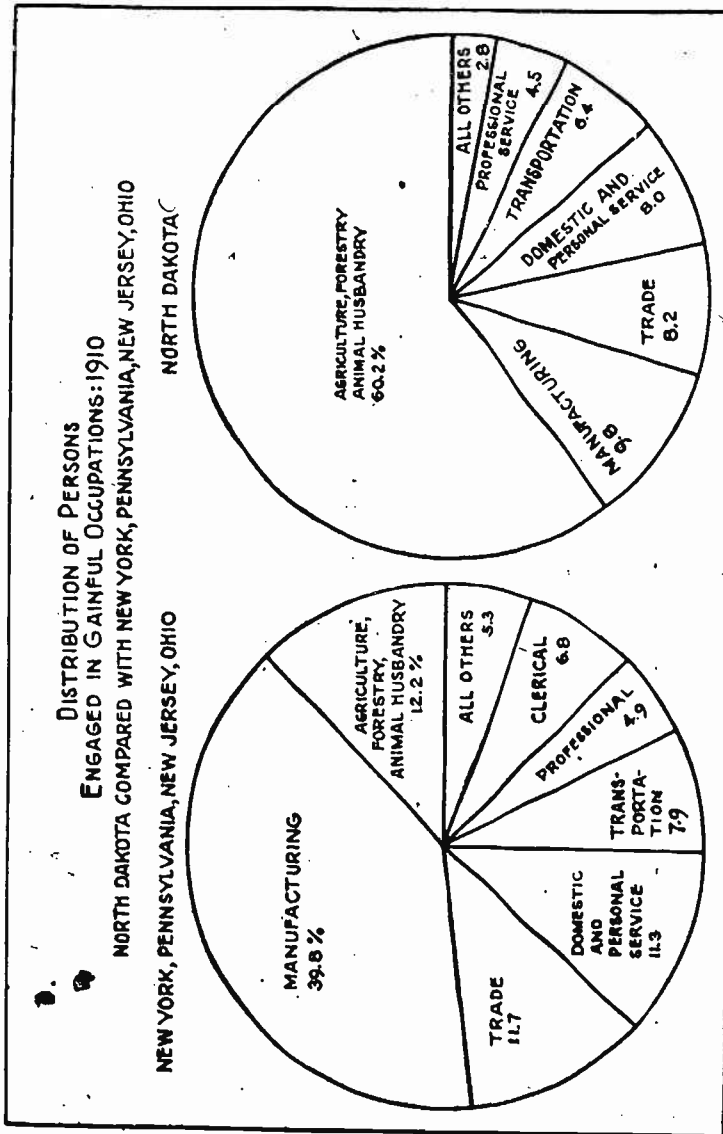 DISTRIBUTION OF PERSONS
ENGAGED IN GAINFUL OCCUPATIONS:1910
NORTH DAKOTA COMPARED WITH NEW YORK, PENNSYLVANIA, NEW JERSEY, OHIO
NEW YORK, PENNSYLVANIA, NEW JERSEY, OHIO
MANUFACTURING
39.8 %
AGRICULTURE,
FORESTRY,
ANIMAL HUSBANDRY
12.2 %
ALL OTHERS
5.3
CLERICAL
6.8
PROFESSIONAL
4.9
TRANS-
PORTA-
TION
7.9
DOMESTIC
AND
PERSONAL
SERVICE
11.3
TRADE
11.7
NORTH DAKOTA
AGRICULTURE, FORESTRY
ANIMAL HUSBANDRY
60.2 %
ALL OTHERS
2.8
PROFESSIONAL
SERVICE
4.5
TRANSPORTATION
6.4
DOMESTIC AND
PERSONAL SERVICE
8.0
TRADE
8.2
MANUFACTURING
9.8